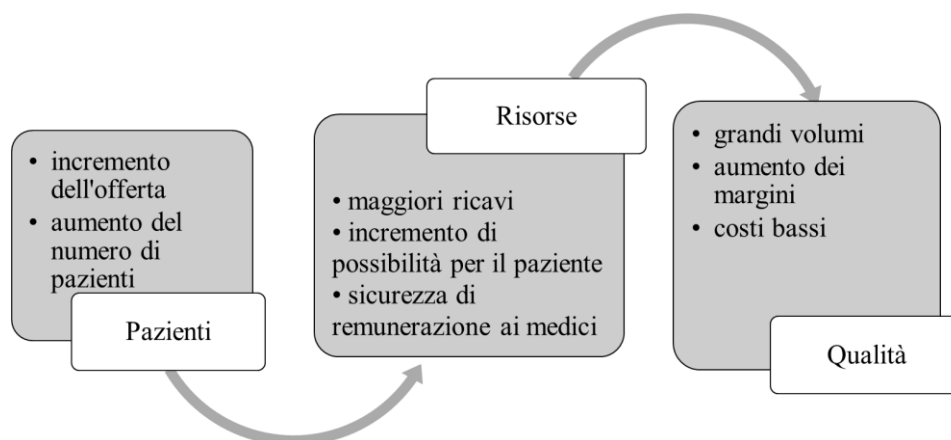 • incremento
dell'offerta
• aumento del
numero di
pazienti
Pazienti
Risorse
• maggiori ricavi
• incremento di
possibilità per il paziente
• sicurezza di
remunerazione ai medici
• grandi volumi
• aumento dei
margini
• costi bassi
Qualità